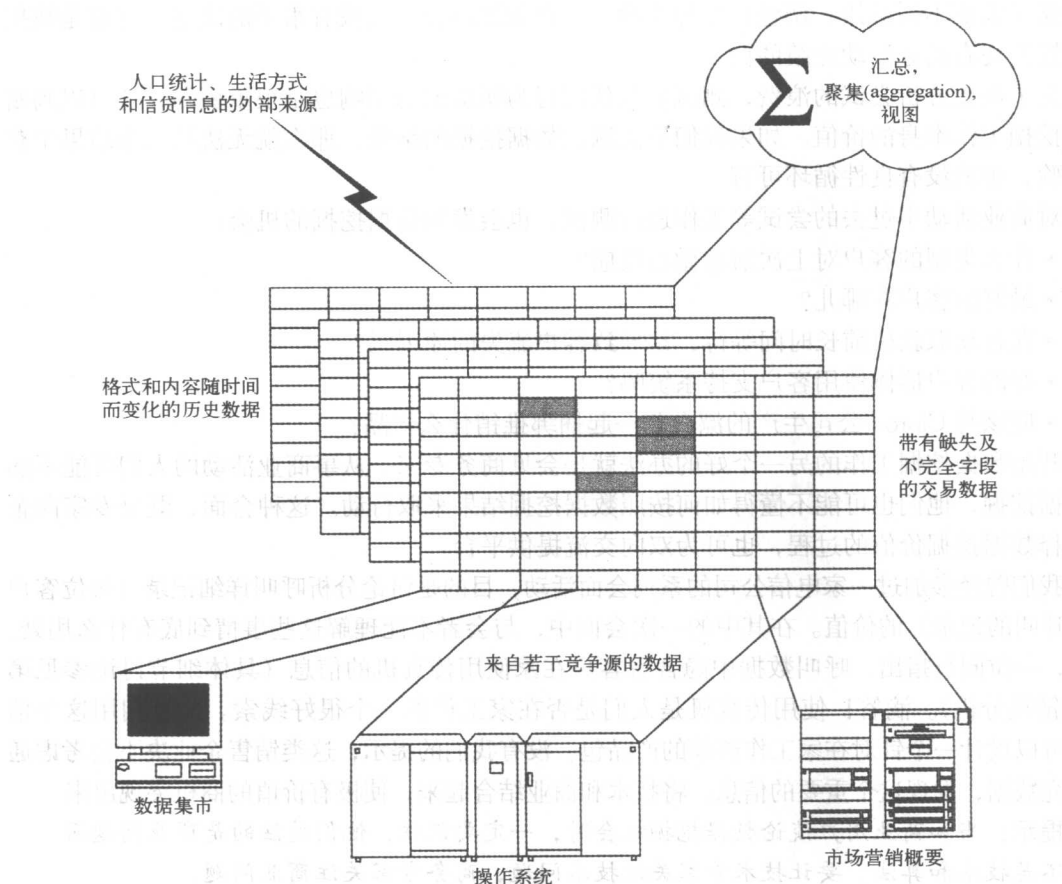 人口统计、生活方式
和信贷信息的外部来源
Σ
汇总,
聚集(aggregation),
视图
格式和内容随时间
而变化的历史数据
带有缺失及
不完全字段
的交易数据
来自若干竞争源的数据
数据集市
操作系统
市场营销概要